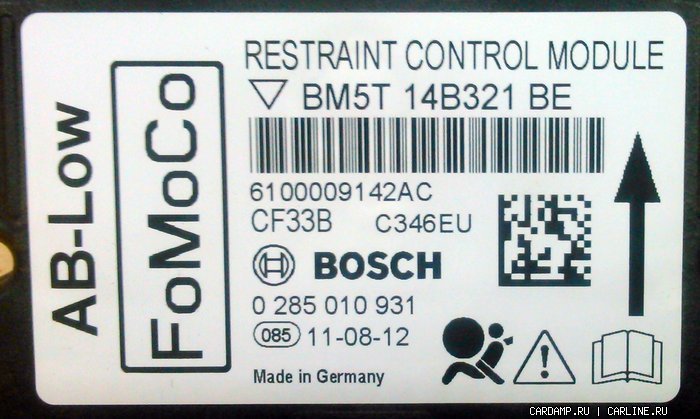 RESTRAINT CONTROL MODULE
BM5T 14B321 BE
6100009142AC
CF33B C346EU
BOSCH
0 285 010 931
085 11-08-12
Made in Germany
AB-Low
FoMoCo
CARDAMP.RU | CARLINE.RU